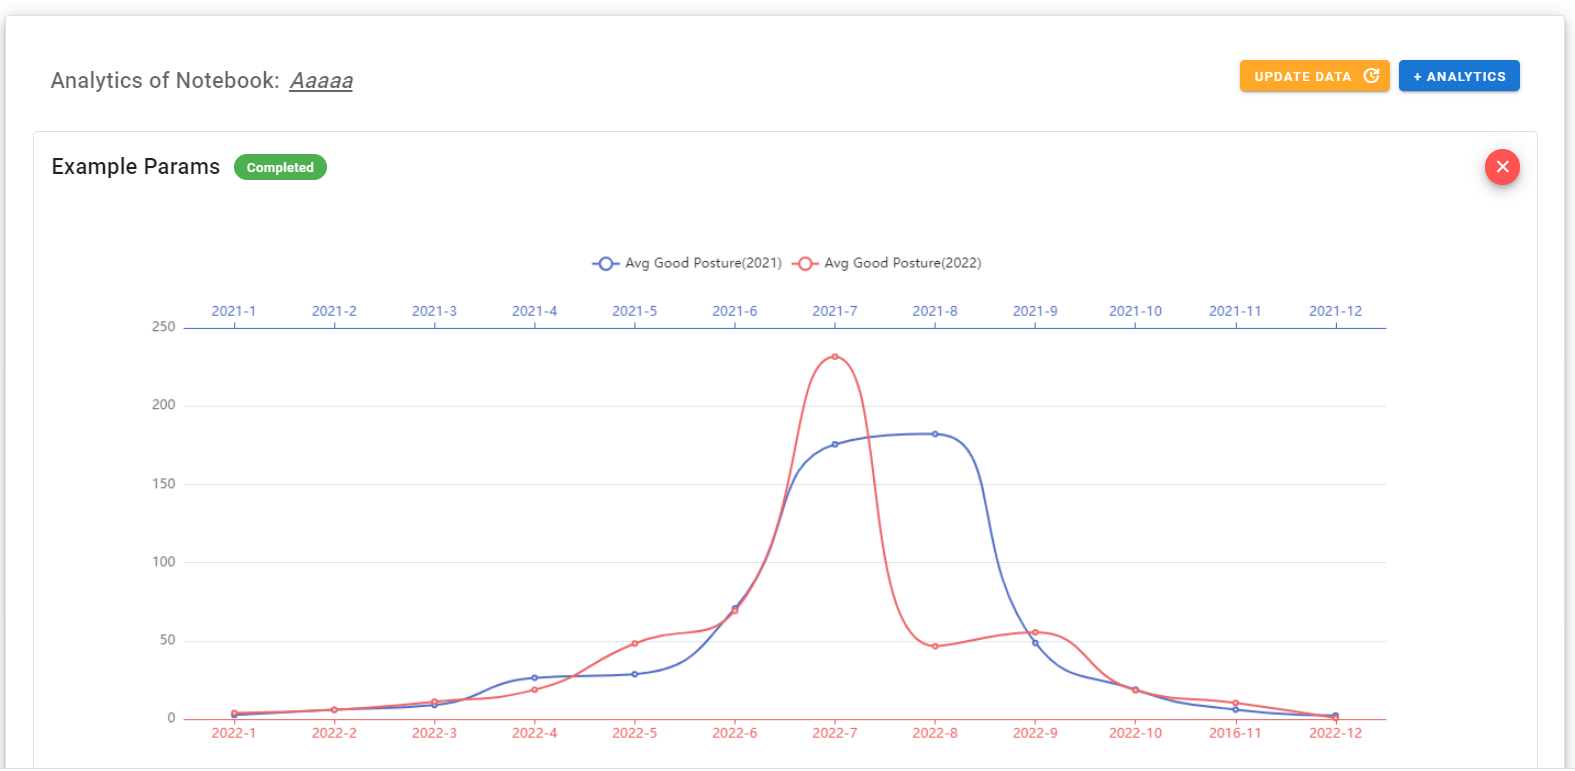 Analytics of Notebook: Aaaaa
UPDATE DATA
+ ANALYTICS
Example Params
Completed
Avg Good Posture(2021) Avg Good Posture(2022)
2021-1 2021-2 2021-3 2021-4 2021-5 2021-6 2021-7 2021-8 2021-9 2021-10 2021-11 2021-12
250
200
150
100
50
0
2022-1 2022-2 2022-3 2022-4 2022-5 2022-6 2022-7 2022-8 2022-9 2022-10 2016-11 2022-12